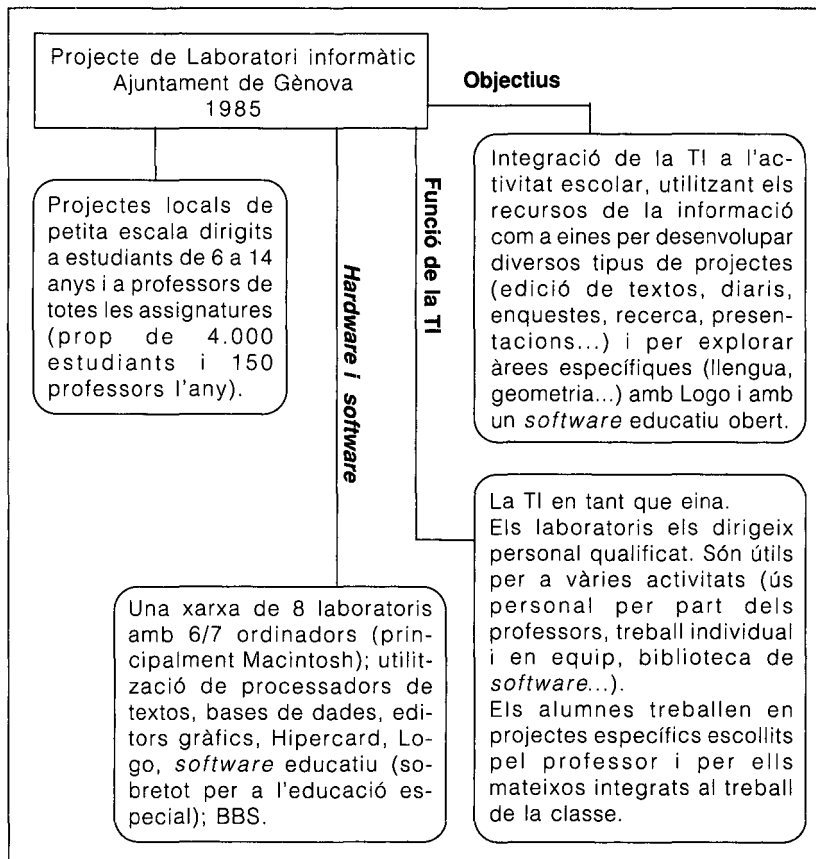 Projecte de Laboratori informàtic
Ajuntament de Gènova
1985
Objectius
Integració de la TI a l'ac-
tivitat escolar, utilitzant els
recursos de la informació
com a eines per desenvolupar
diversos tipus de projectes
(edició de textos, diaris,
enquestes, recerca, presen-
tacions...) i per explorar
àrees específiques (llengua,
geometria...) amb Logo i amb
un software educatiu obert.
Projectes locals de
petita escala dirigits
a estudiants de 6 a 14
anys i a professors de
totes les assignatures
(prop de 4.000
estudiants i 150
professors l'any).
Hardware i software
Funció de la TI
Una xarxa de 8 laboratoris
amb 6/7 ordinadors (prin-
cipalment Macintosh); utilit-
zació de processadors de
textos, bases de dades, edi-
tors gràfics, Hipercard, Lo-
go, software educatiu (so-
bretot per a l'educació es-
pecial); BBS.
La TI en tant que eina.
Els laboratoris els dirigeix
personal qualificat. Són útils
per a vàries activitats (ús
personal per part dels
professors, treball individual
i en equip, biblioteca de
software...).
Els alumnes treballen en
projectes específics escollits
pel professor i per ells
mateixos integrats al treball
de la classe.